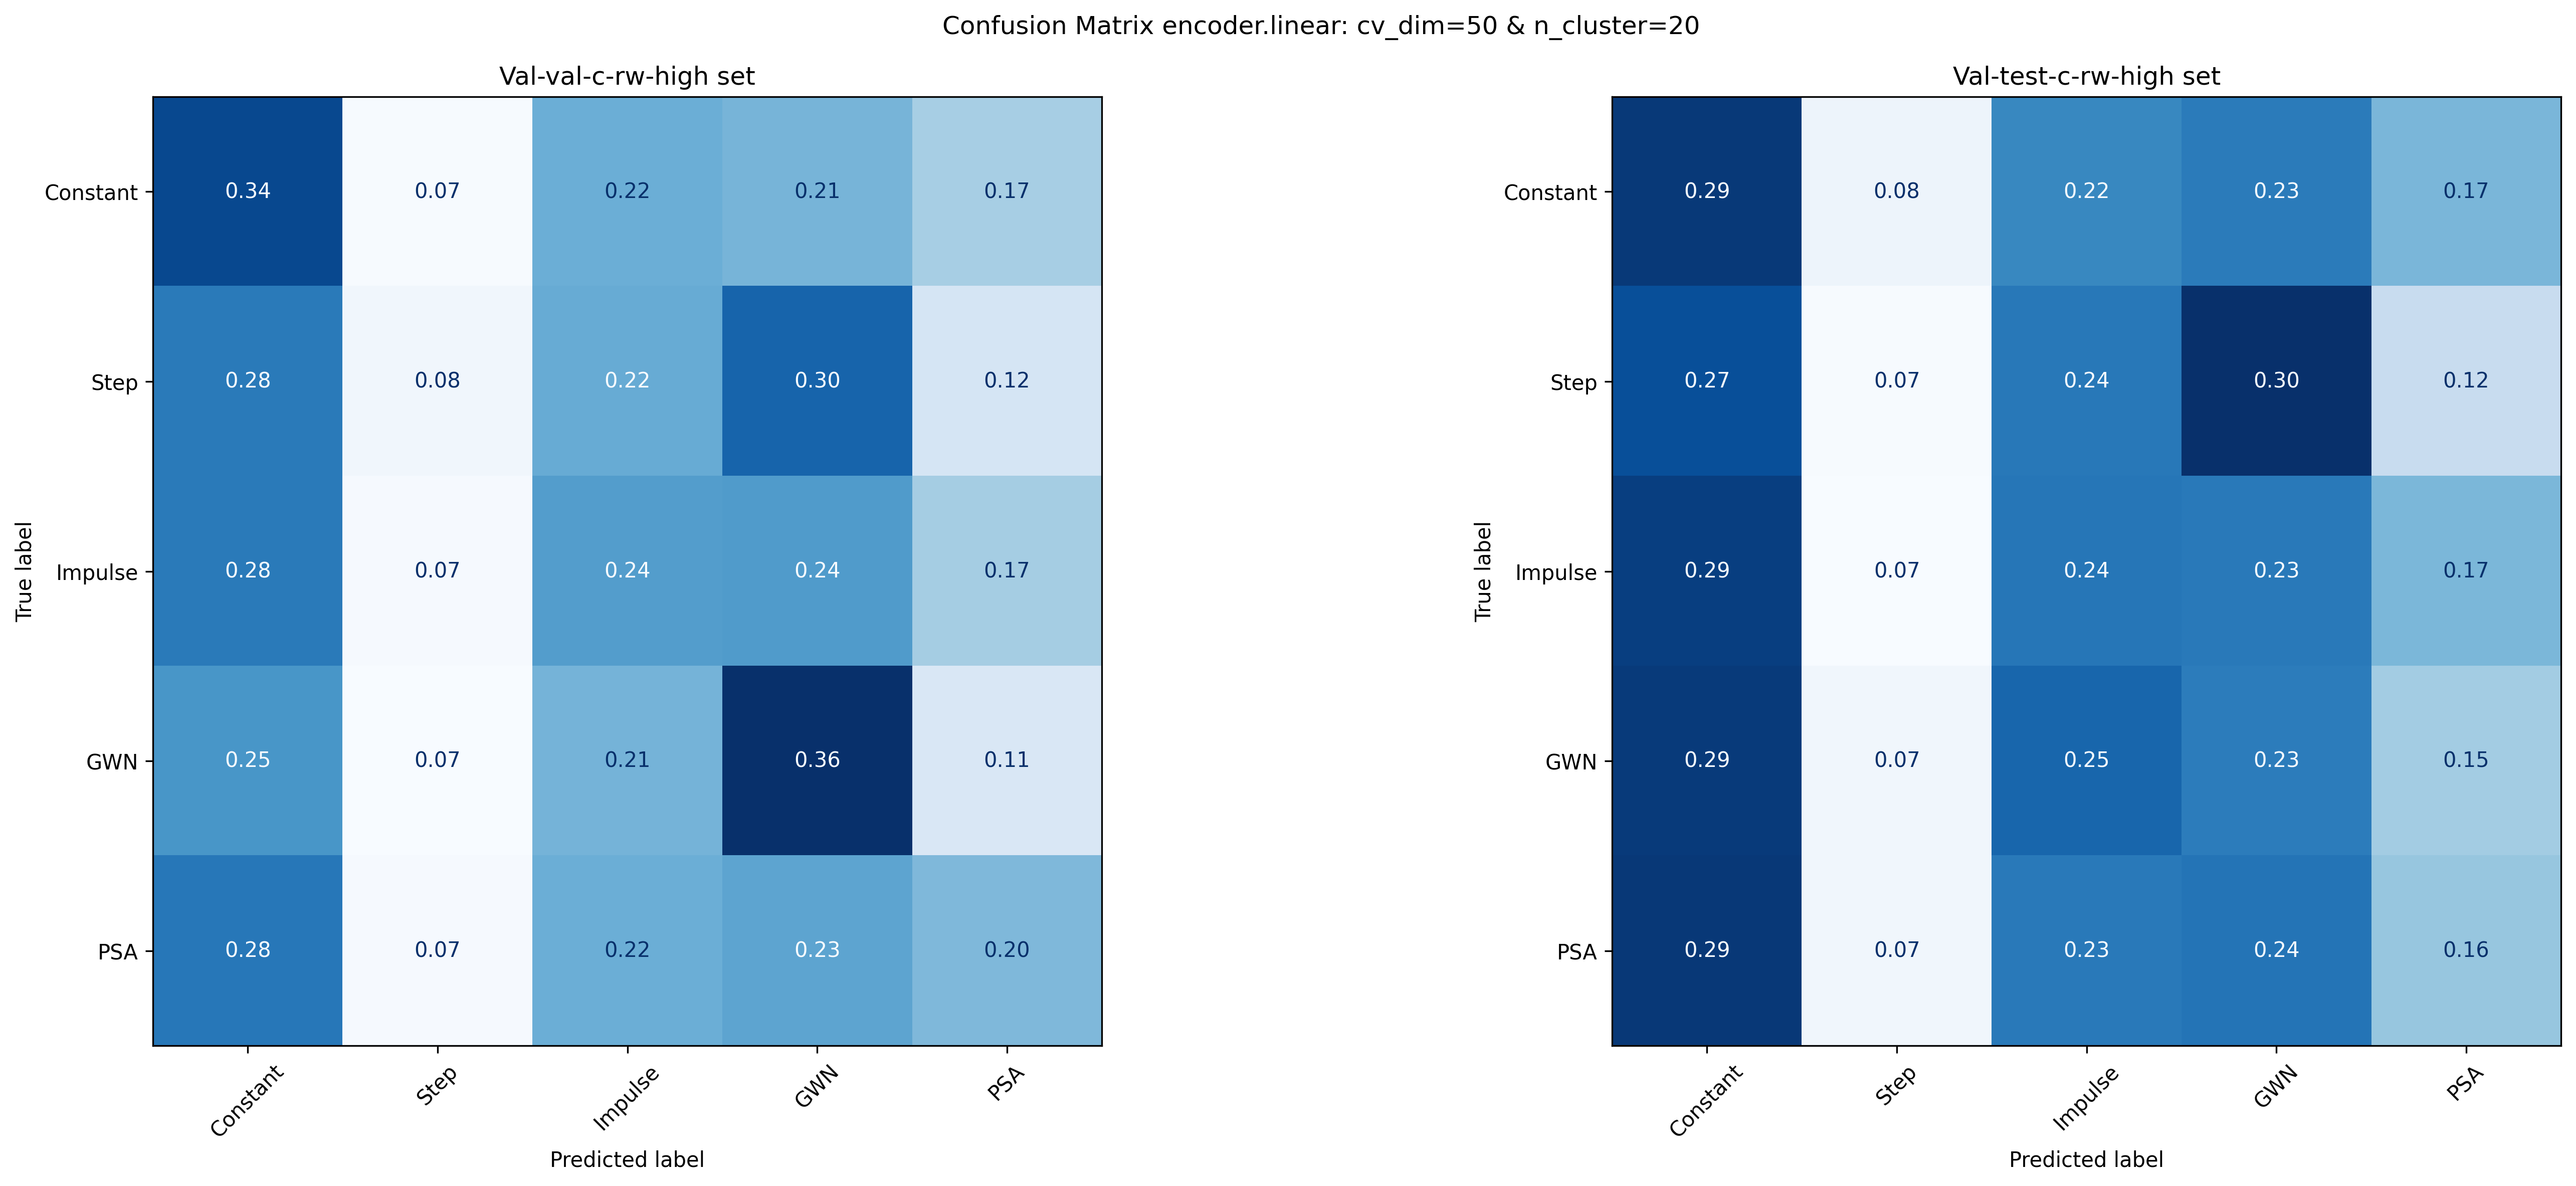 Confusion Matrix encoder.linear: cv_dim=50 & n_cluster=20
Val-val-c-rw-high set
True label
Constant 0.34 0.07 0.22 0.21 0.17
Step 0.28 0.08 0.22 0.30 0.12
Impulse 0.28 0.07 0.24 0.24 0.17
GWN 0.25 0.07 0.21 0.36 0.11
PSA 0.28 0.07 0.22 0.23 0.20
Constant Step Impulse GWN PSA
Predicted label
Val-test-c-rw-high set
True label
Constant 0.29 0.08 0.22 0.23 0.17
Step 0.27 0.07 0.24 0.30 0.12
Impulse 0.29 0.07 0.24 0.23 0.17
GWN 0.29 0.07 0.25 0.23 0.15
PSA 0.29 0.07 0.23 0.24 0.16
Constant Step Impulse GWN PSA
Predicted label